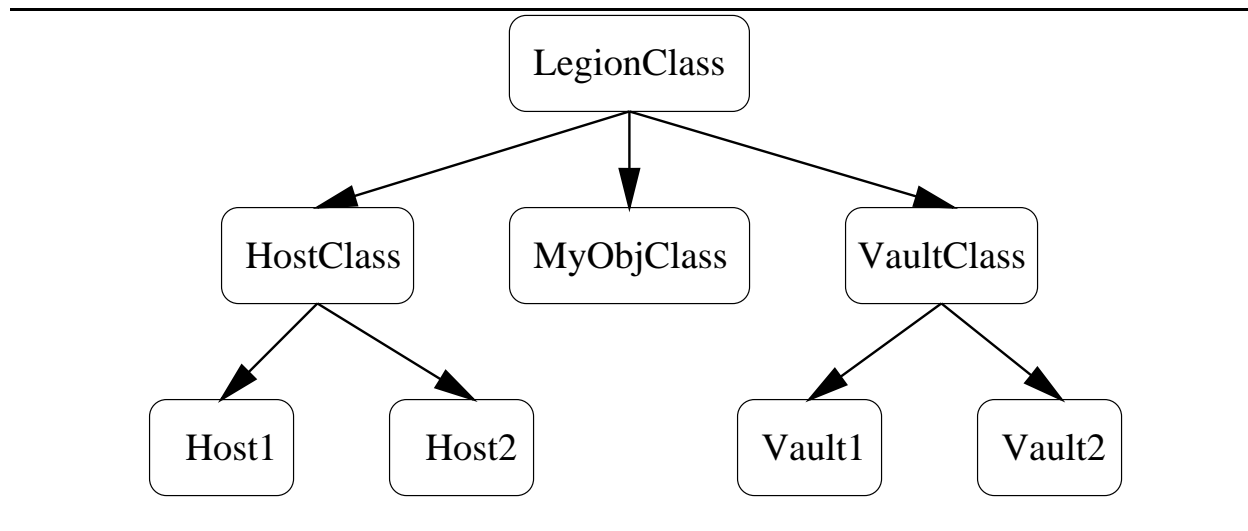 LegionClass
HostClass
MyObjClass
VaultClass
Host1
Host2
Vault1
Vault2